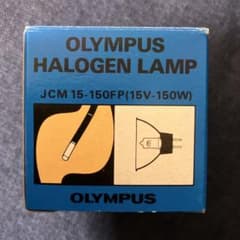 OLYMPUS
HALOGEN LAMP
JCM 15-150FP(15V-150W)
OLYMPUS